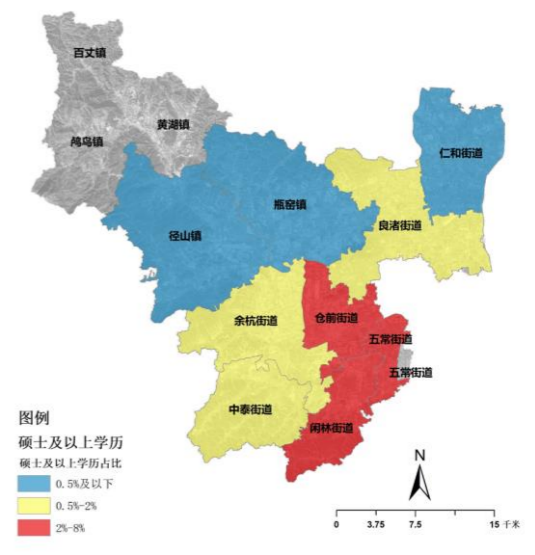 百丈镇
黄湖镇
鸬鸟镇
仁和街道
瓶窑镇
良渚街道
径山镇
余杭街道
仓前街道
五常街道
五常街道
中泰街道
闲林街道
图例
硕士及以上学历
硕士及以上学历占比
0.5%及以下
0.5%-2%
2%-8%
N
0 3.75 7.5 15 千米